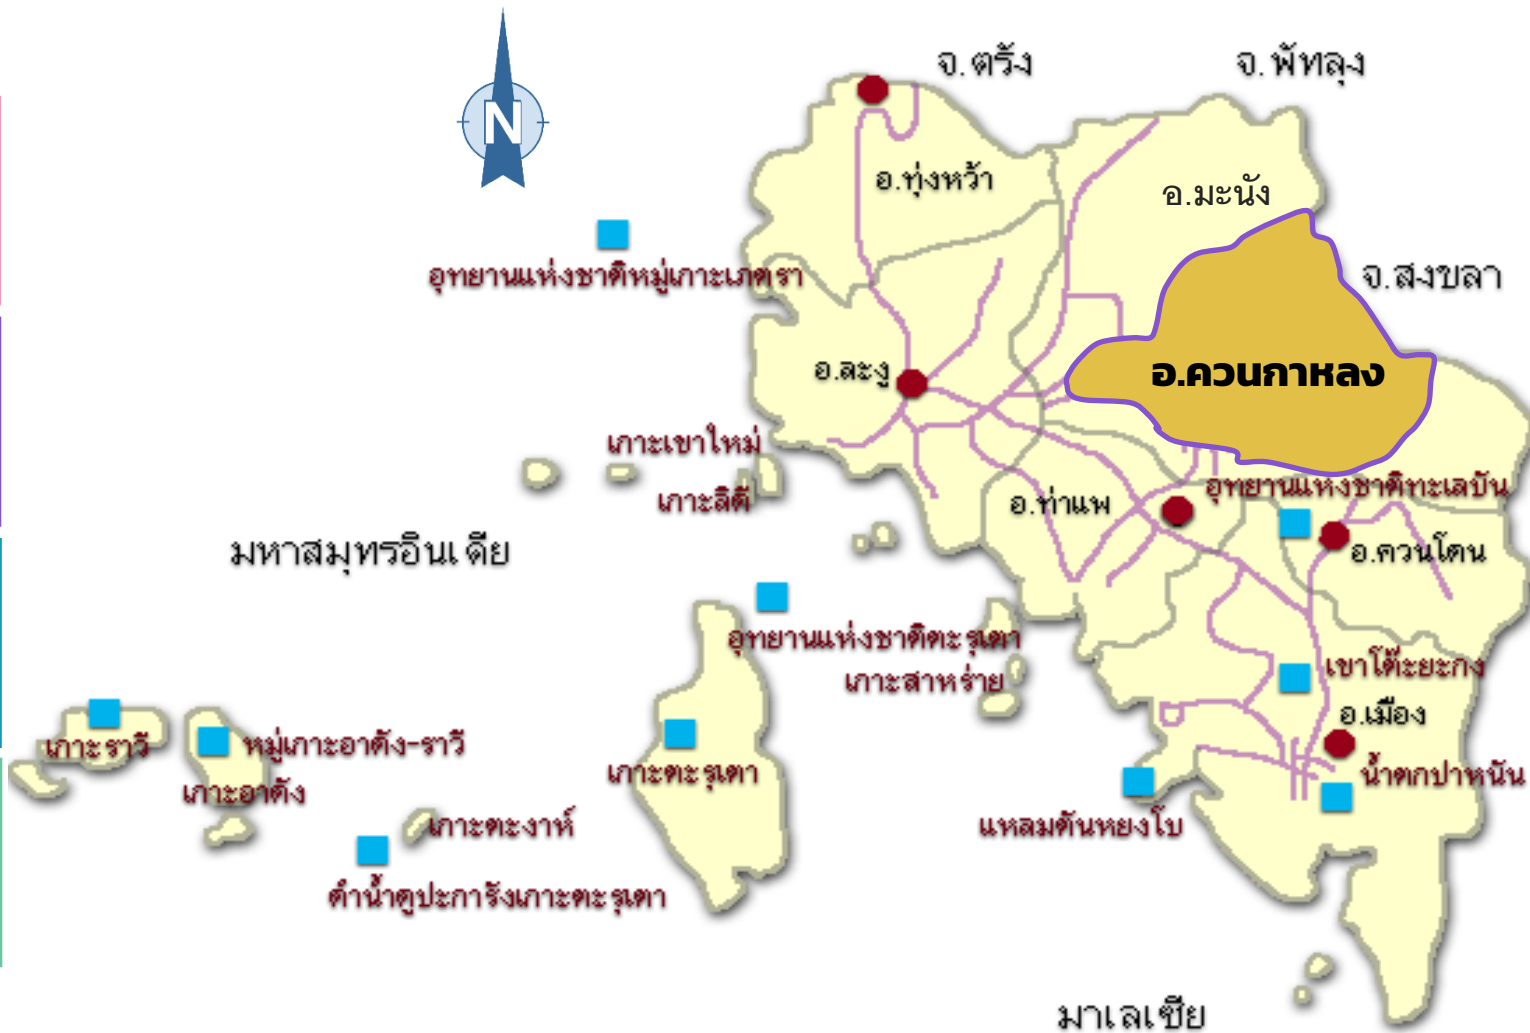 จ.ตรัง
จ.พัทลุง
N
อ.ทุ่งหว้า
อ.มะนัง
อุทยานแห่งชาติหมู่เกาะเภตรา
จ.สงขลา
อ.ละงู
อ.ควนกาหลง
เกาะเขาใหญ่
เกาะลิดี
อ.ท่าแพ
อุทยานแห่งชาติทะเลบัน
มหาสมุทรอินเดีย
อ.ควนโดน
อุทยานแห่งชาติตะรุเตา
เกาะสาหร่าย
เขาโต๊ะยะกง
อ.เมือง
เกาะราวี
หมู่เกาะอาดัง-ราวี
เกาะตะรุเตา
น้ำตกปาหนัน
เกาะอาดัง
เกาะตะงาห์
แหลมตันหยงโป
ดำน้ำดูปะการังเกาะตะรุเตา
มาเลเซีย